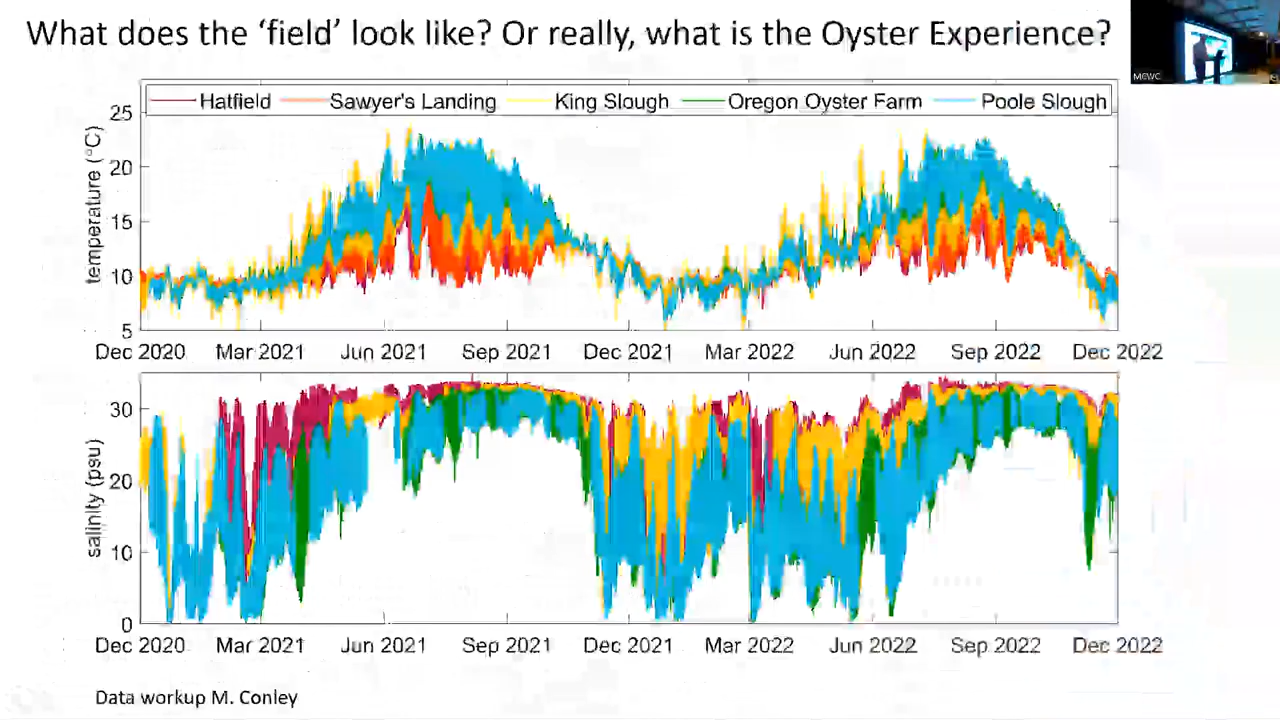 What does the ‘field’ look like? Or really, what is the Oyster Experience?
MCWC
Hatfield Sawyer's Landing King Slough Oregon Oyster Farm Poole Slough
temperature (°C)
25
20
15
10
5
Dec 2020 Mar 2021 Jun 2021 Sep 2021 Dec 2021 Mar 2022 Jun 2022 Sep 2022 Dec 2022
salinity (psu)
30
20
10
0
Dec 2020 Mar 2021 Jun 2021 Sep 2021 Dec 2021 Mar 2022 Jun 2022 Sep 2022 Dec 2022
Data workup M. Conley